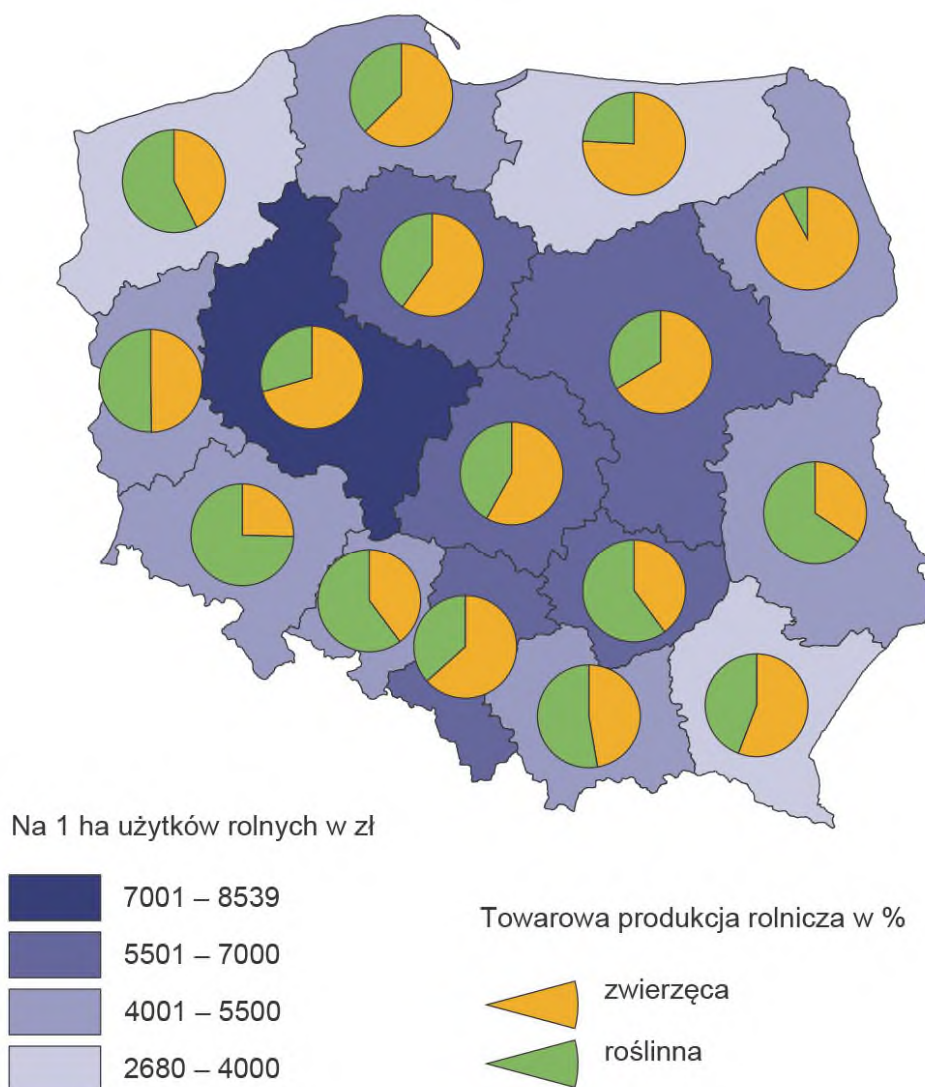 Na 1 ha użytków rolnych w zł
7001 – 8539
5501 – 7000
4001 – 5500
2680 – 4000
Towarowa produkcja rolnicza w %
zwierzęca
roślinna